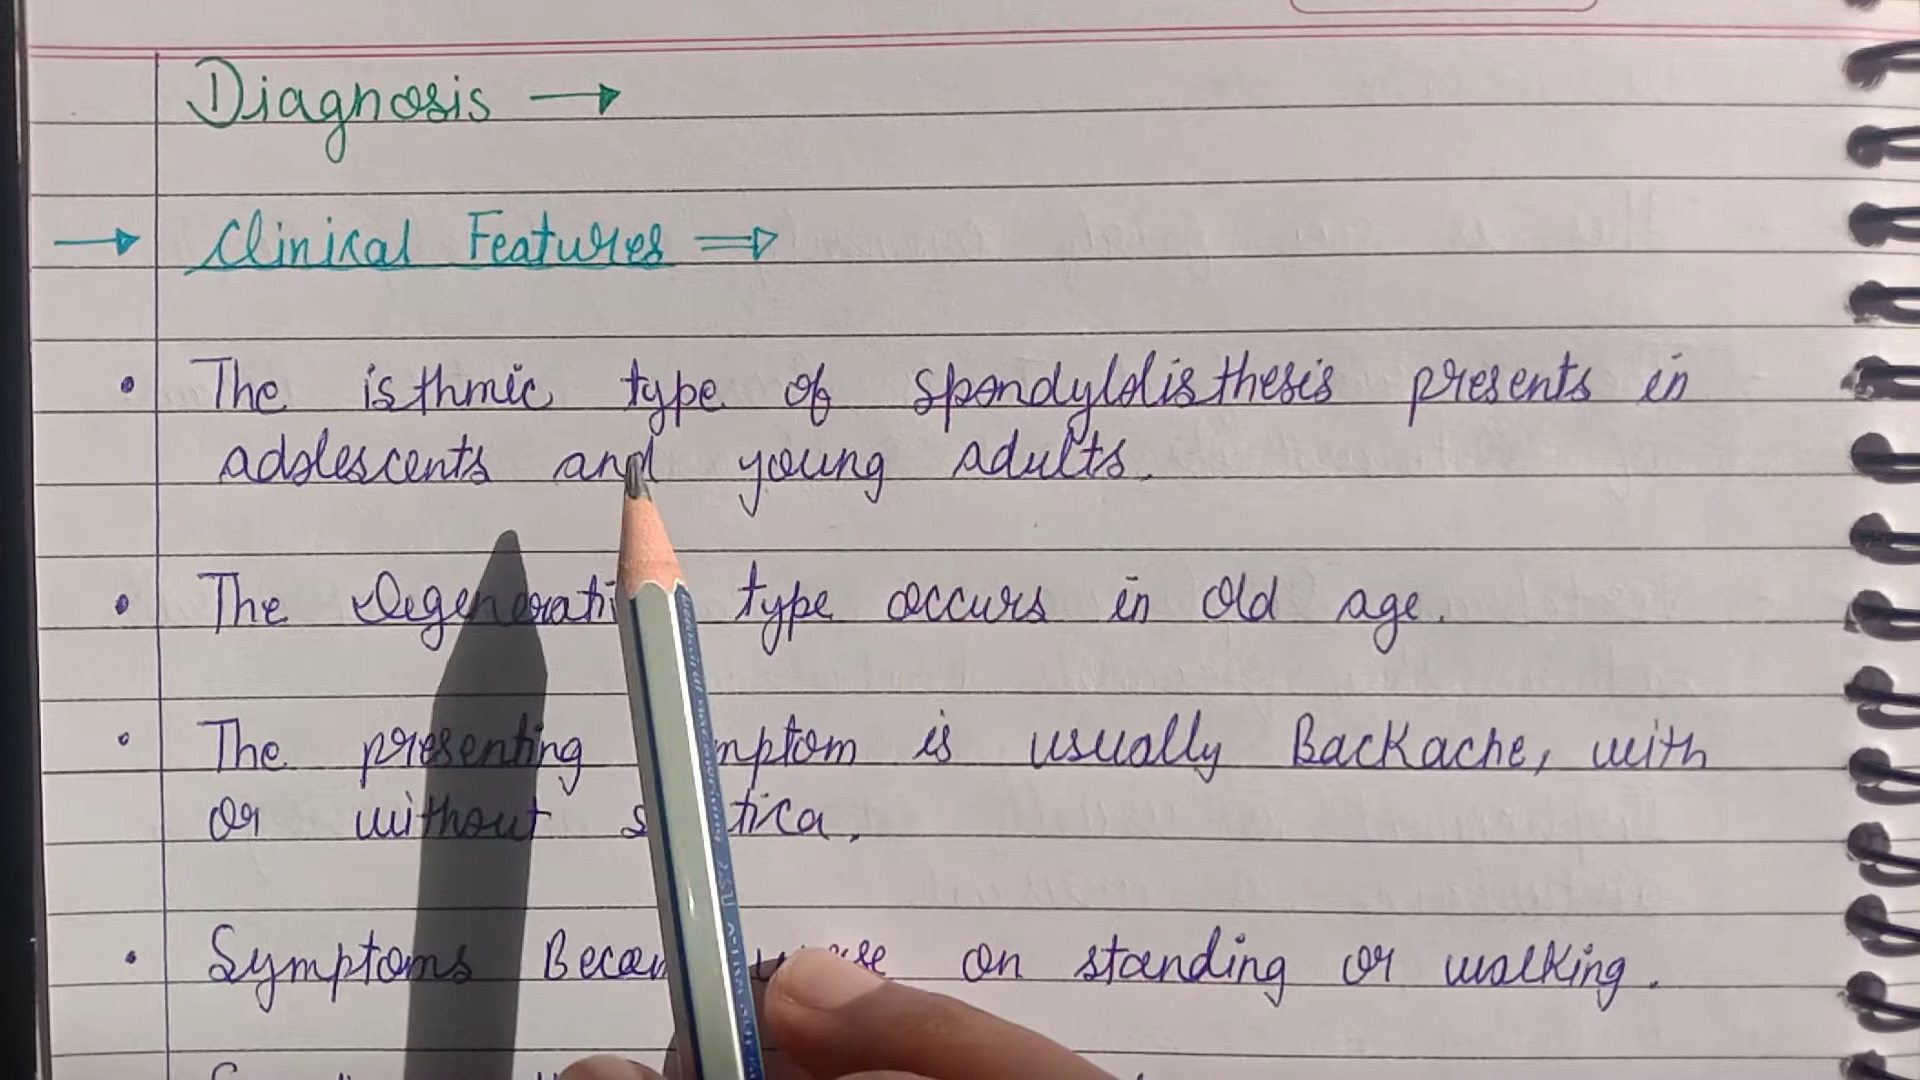 Diagnosis →
→ Clinical Features ⇒
• The isthmic type of spondylolisthesis presents in
adolescents and young adults.
• The type occurs in old age.
• The presenting is usually Backache, with
or without
• Symptoms on standing or walking.